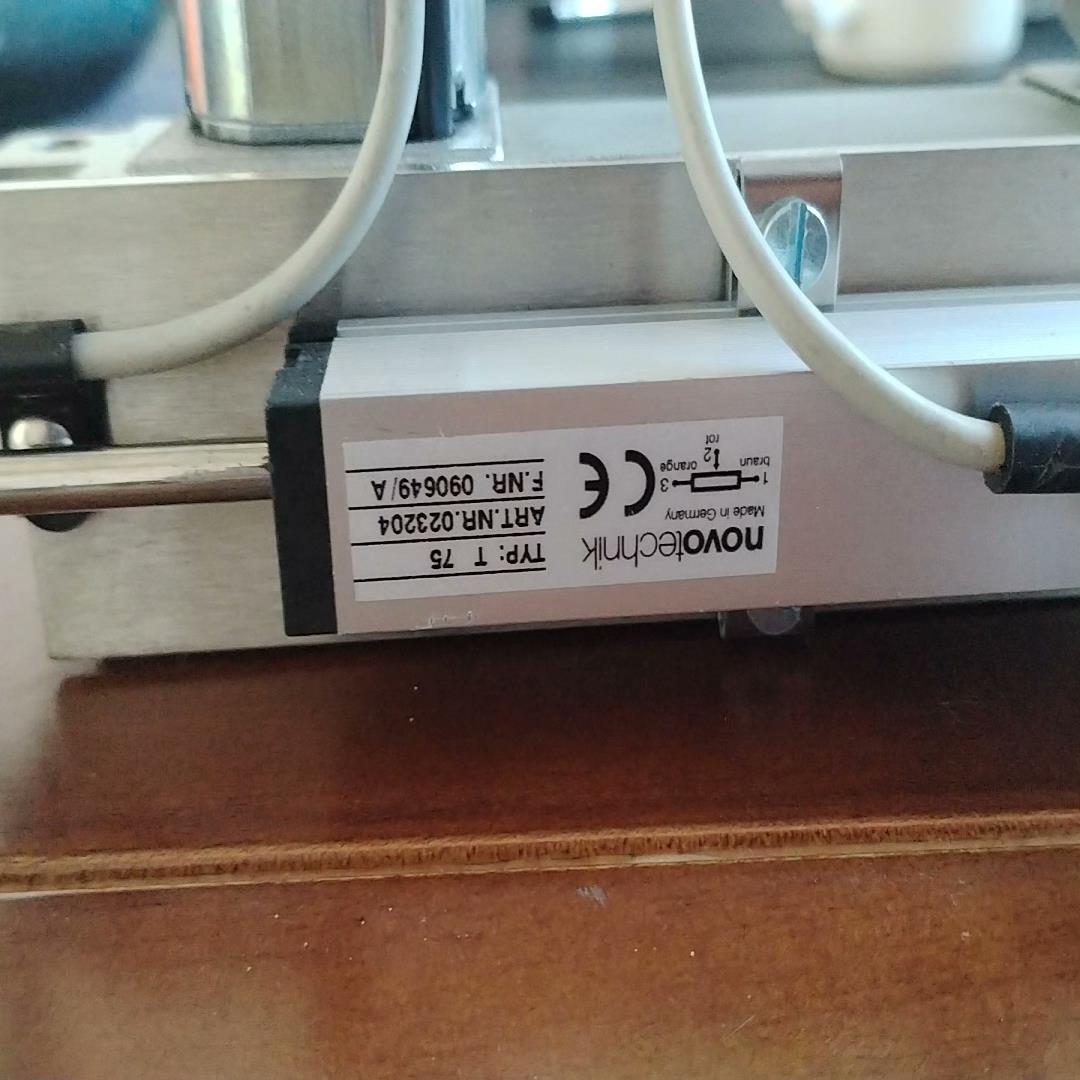 novotechnik
Made in Germany
1 3
braun 2 orange
rot
CE
TYP: T 75
ART.NR.023204
F.NR. 090649/A